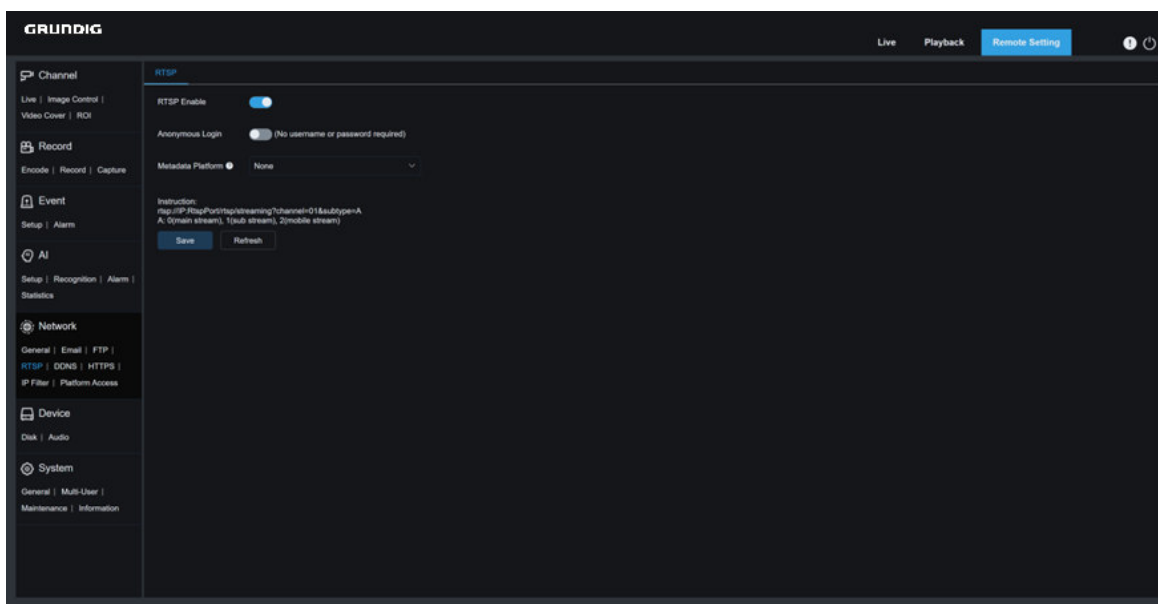 GRUNDIG
Live Playback Remote Setting
Channel
Live | Image Control |
Video Cover | ROI
Record
Encode | Record | Capture
Event
Setup | Alarm
AI
Setup | Recognition | Alarm |
Statistics
Network
General | Email | FTP |
RTSP | DDNS | HTTPS |
IP Filter | Platform Access
Device
Disk | Audio
System
General | Multi-User |
Maintenance | Information
RTSP
RTSP Enable
Anonymous Login (No username or password required)
Metadata Platform ? None
Instruction:
rtsp://IP:RtspPort/rtsp/streaming?channel=01&subtype=A
A: 0(main stream), 1(sub stream), 2(mobile stream)
Save Refresh